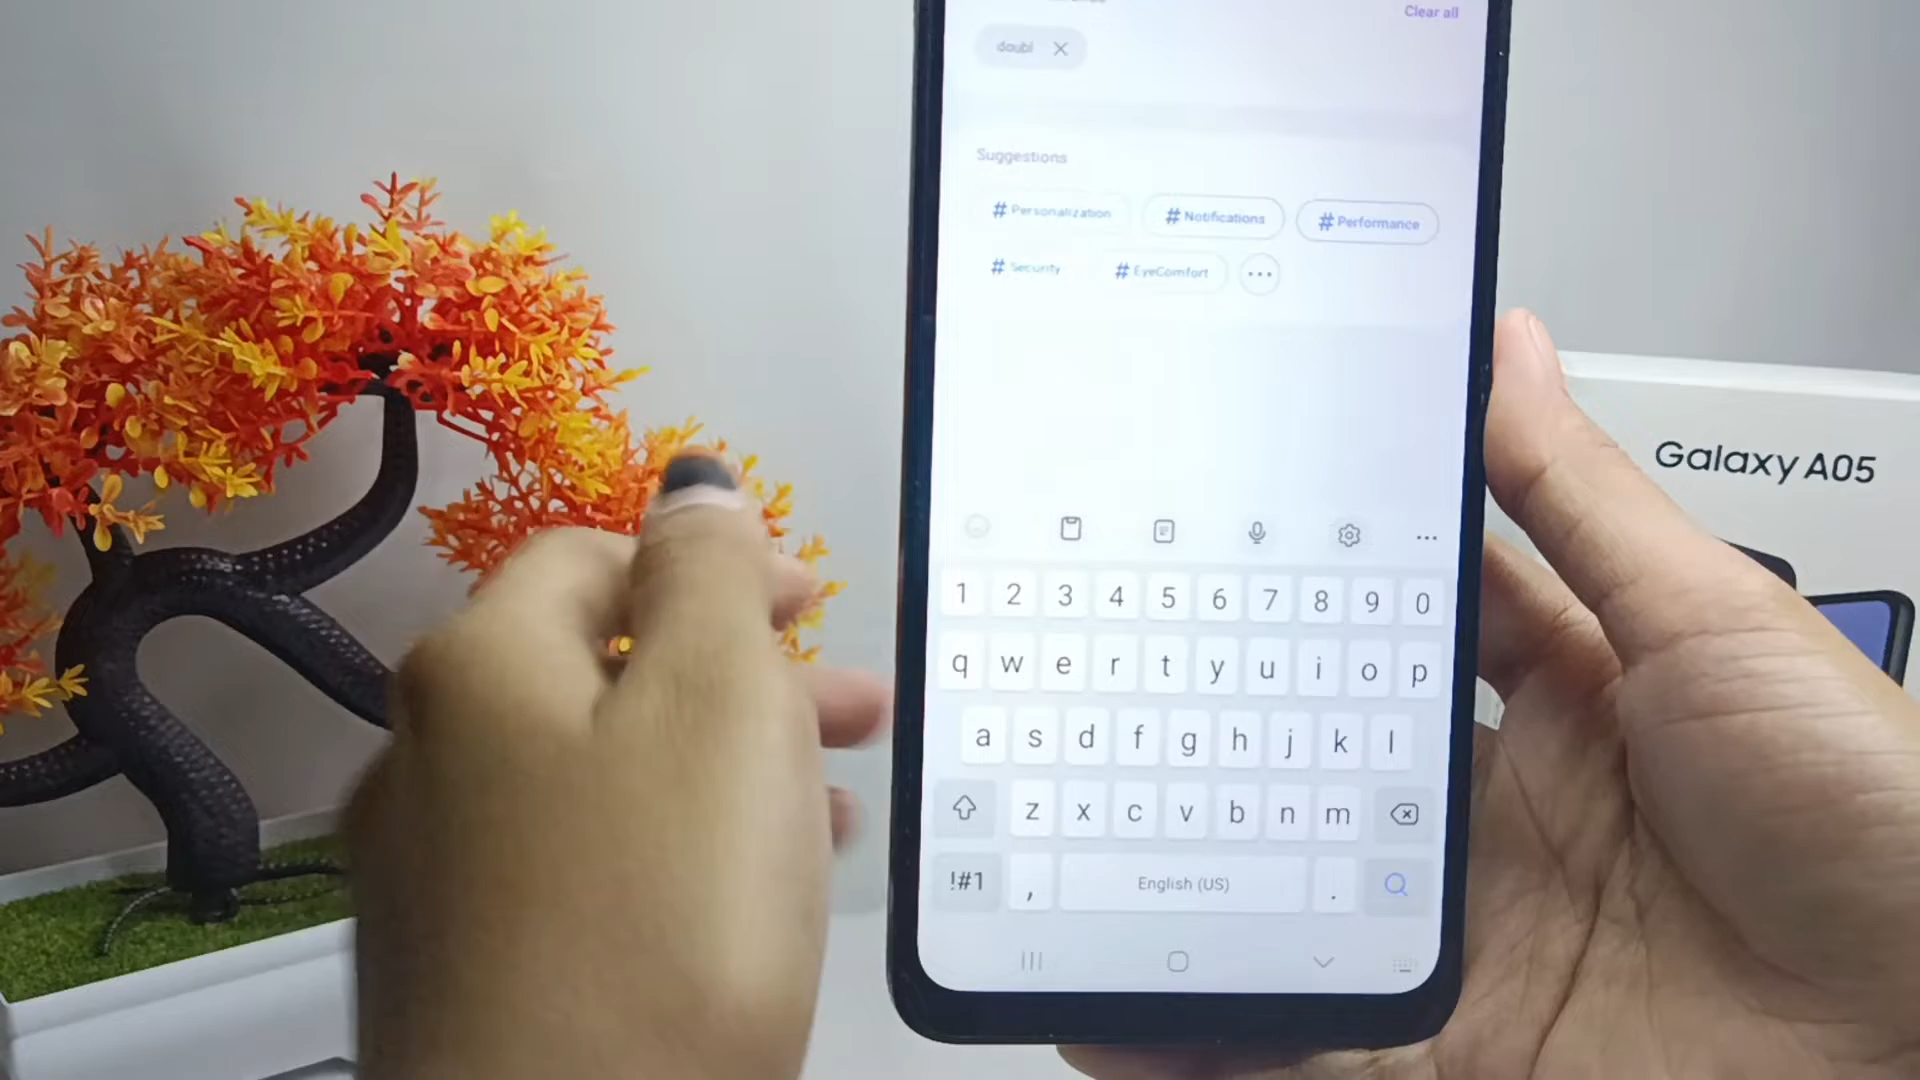 Clear all
doubl
Suggestions
# Personalization
# Notifications
# Performance
# Security
# EyeComfort
Galaxy A05
1 2 3 4 5 6 7 8 9 0
q w e r t y u i o p
a s d f g h j k l
z x c v b n m
!#1 , English (US) .